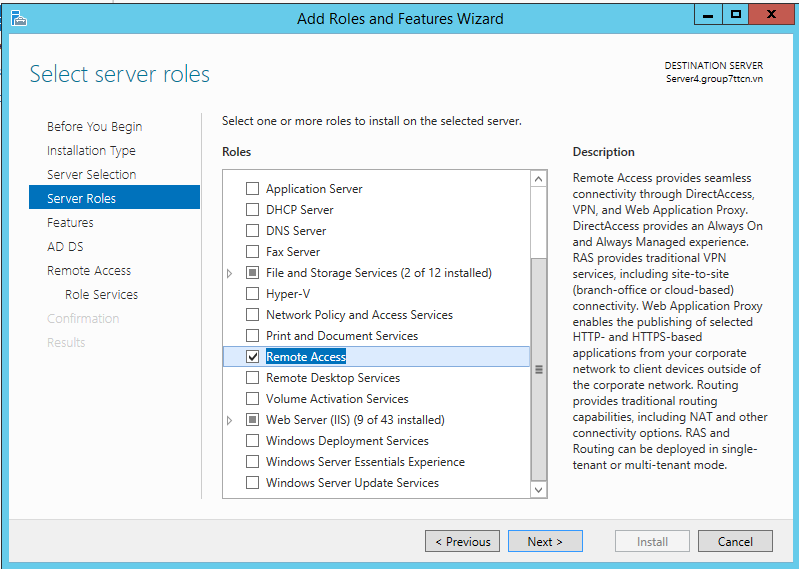 Add Roles and Features Wizard
Select server roles
DESTINATION SERVER
Server4.group7ttcn.vn
Before You Begin
Installation Type
Server Selection
Server Roles
Features
AD DS
Remote Access
Role Services
Confirmation
Results
Select one or more roles to install on the selected server.
Roles
Application Server
DHCP Server
DNS Server
Fax Server
File and Storage Services (2 of 12 installed)
Hyper-V
Network Policy and Access Services
Print and Document Services
Remote Access
Remote Desktop Services
Volume Activation Services
Web Server (IIS) (9 of 43 installed)
Windows Deployment Services
Windows Server Essentials Experience
Windows Server Update Services
Description
Remote Access provides seamless
connectivity through DirectAccess,
VPN, and Web Application Proxy.
DirectAccess provides an Always On
and Always Managed experience.
RAS provides traditional VPN
services, including site-to-site
(branch-office or cloud-based)
connectivity. Web Application Proxy
enables the publishing of selected
HTTP- and HTTPS-based
applications from your corporate
network to client devices outside of
the corporate network. Routing
provides traditional routing
capabilities, including NAT and other
connectivity options. RAS and
Routing can be deployed in single-
tenant or multi-tenant mode.
< Previous
Next >
Install
Cancel